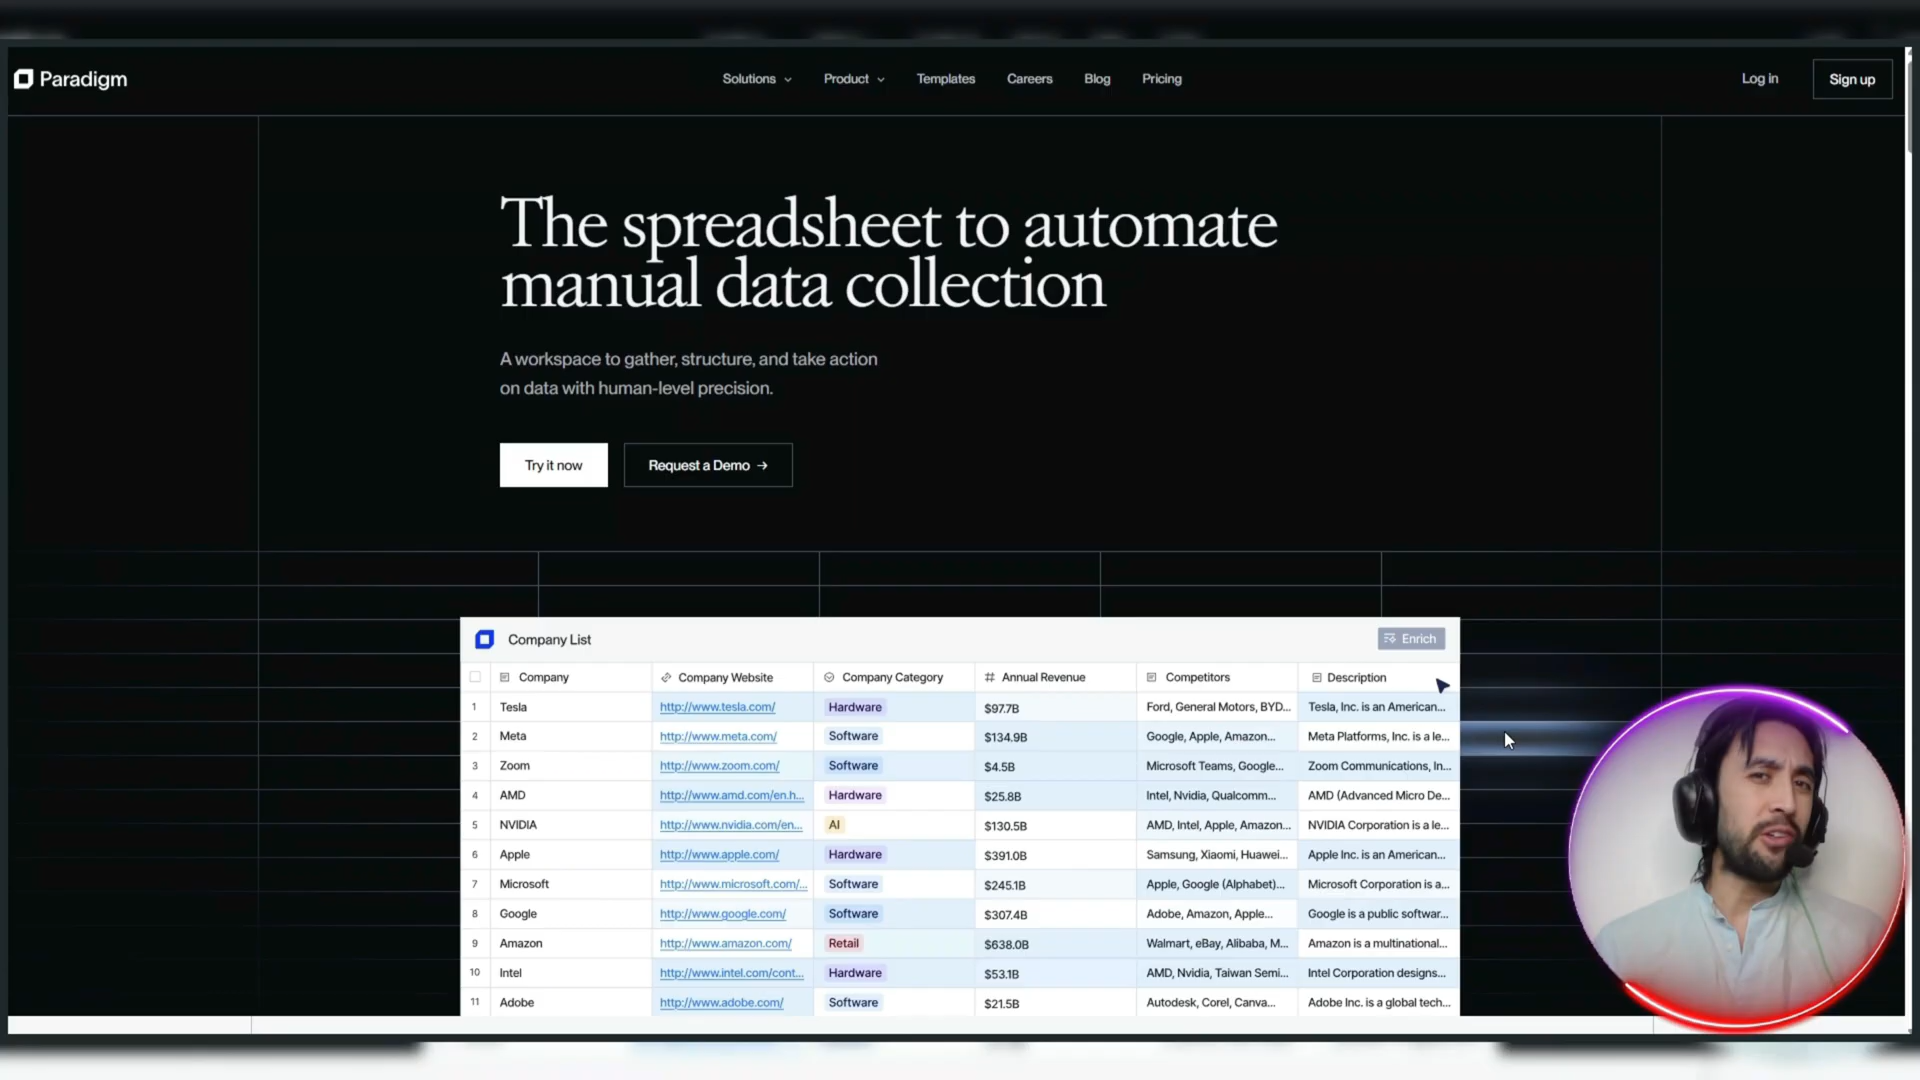 Paradigm
Solutions Product Templates Careers Blog Pricing
Log in Sign up
The spreadsheet to automate
manual data collection
A workspace to gather, structure, and take action
on data with human-level precision.
Try it now Request a Demo →
Company List Enrich
Company Company Website Company Category # Annual Revenue Competitors Description
1 Tesla http://www.tesla.com/ Hardware $97.7B Ford, General Motors, BYD... Tesla, Inc. is an American...
2 Meta http://www.meta.com/ Software $134.9B Google, Apple, Amazon... Meta Platforms, Inc. is a le...
3 Zoom http://www.zoom.com/ Software $4.5B Microsoft Teams, Google... Zoom Communications, In...
4 AMD http://www.amd.com/en.h... Hardware $25.8B Intel, Nvidia, Qualcomm... AMD (Advanced Micro De...
5 NVIDIA http://www.nvidia.com/en... AI $130.5B AMD, Intel, Apple, Amazon... NVIDIA Corporation is a le...
6 Apple http://www.apple.com/ Hardware $391.0B Samsung, Xiaomi, Huawei... Apple Inc. is an American...
7 Microsoft http://www.microsoft.com/... Software $245.1B Apple, Google (Alphabet)... Microsoft Corporation is a...
8 Google http://www.google.com/ Software $307.4B Adobe, Amazon, Apple... Google is a public softwar...
9 Amazon http://www.amazon.com/ Retail $638.0B Walmart, eBay, Alibaba, M... Amazon is a multinational...
10 Intel http://www.intel.com/cont... Hardware $53.1B AMD, Nvidia, Taiwan Semi... Intel Corporation designs...
11 Adobe http://www.adobe.com/ Software $21.5B Autodesk, Corel, Canva... Adobe Inc. is a global tech...